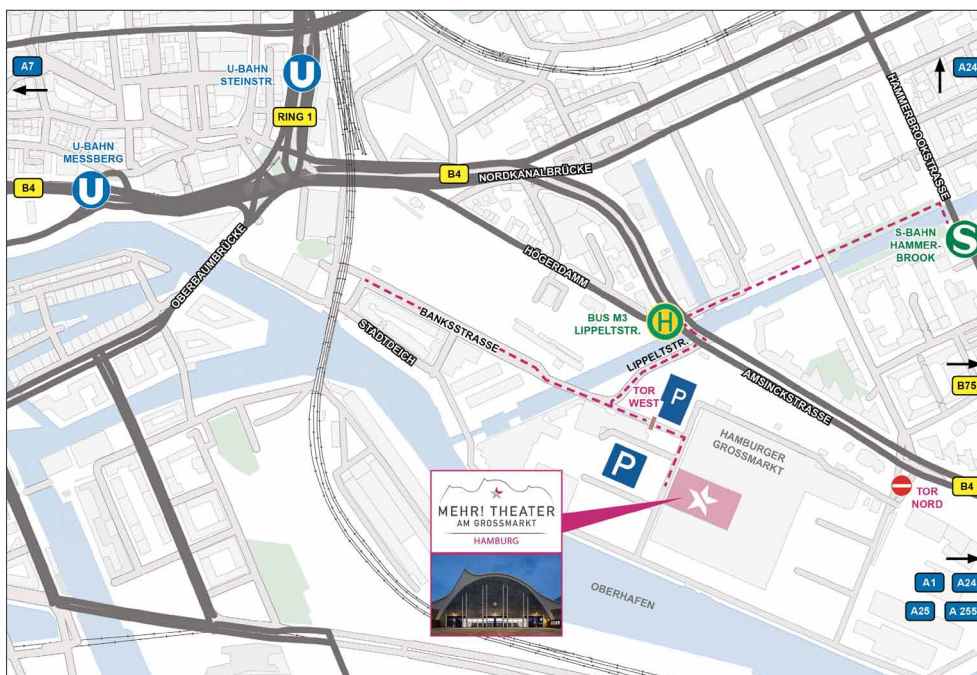 A7
U-BAHN
STEINSTR.
U
RING 1
A24
HAMMERBROOKSTRASSE
U-BAHN
MESSBERG
U
B4
B4
NORDKANALBRÜCKE
S-BAHN
HAMMER-
BROOK
S
OBERBAUMBRÜCKE
HÖGERDAMM
BUS M3
LIPPELTSTR.
H
BANKSSTRASSE
STADTDEICH
LIPPELTSTR.
AMSINCKSTRASSE
B75
TOR
WEST
P
P
HAMBURGER
GROSSMARKT
B4
TOR
NORD
MEHR! THEATER
AM GROSSMARKT
HAMBURG
OBERHAFEN
A1
A24
A25
A 255